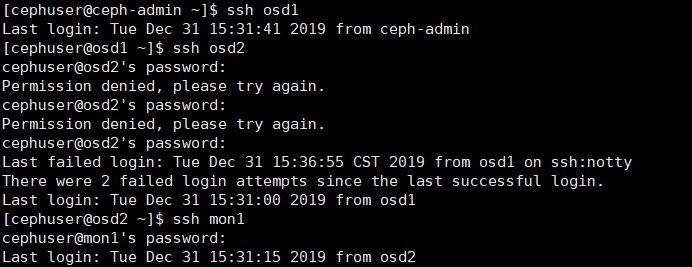 [cephuser@ceph-admin ~]$ ssh osd1
Last login: Tue Dec 31 15:31:41 2019 from ceph-admin
[cephuser@osd1 ~]$ ssh osd2
cephuser@osd2's password:
Permission denied, please try again.
cephuser@osd2's password:
Permission denied, please try again.
cephuser@osd2's password:
Last failed login: Tue Dec 31 15:36:55 CST 2019 from osd1 on ssh:notty
There were 2 failed login attempts since the last successful login.
Last login: Tue Dec 31 15:31:00 2019 from osd1
[cephuser@osd2 ~]$ ssh mon1
cephuser@mon1's password:
Last login: Tue Dec 31 15:31:15 2019 from osd2